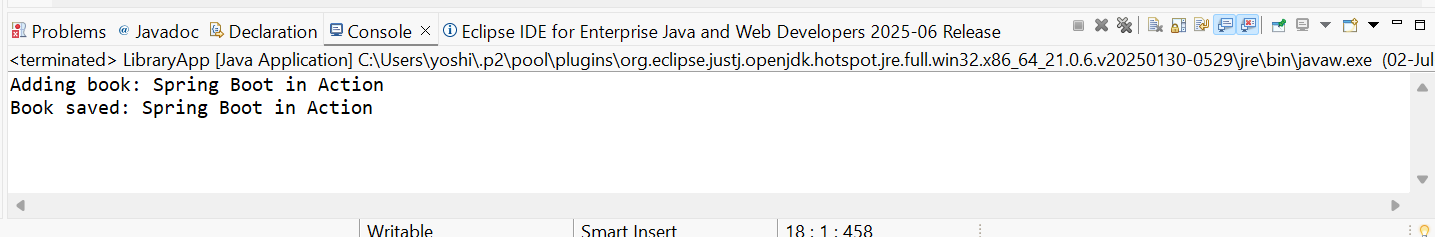 Problems @ Javadoc Declaration Console × Eclipse IDE for Enterprise Java and Web Developers 2025-06 Release
<terminated> LibraryApp [Java Application] C:\Users\yoshi\.p2\pool\plugins\org.eclipse.justj.openjdk.hotspot.jre.full.win32.x86_64_21.0.6.v20250130-0529\jre\bin\javaw.exe (02-Jul
Adding book: Spring Boot in Action
Book saved: Spring Boot in Action
Writable Smart Insert 18 : 1 : 458